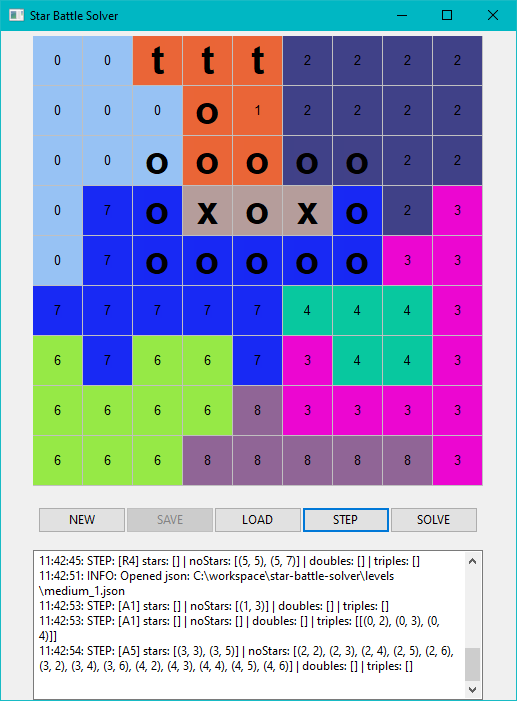 Star Battle Solver
0 0 t t t 2 2 2 2
0 0 0 o 1 2 2 2 2
0 0 o o o o o 2 2
0 7 o x o x o 2 3
0 7 o o o o o 3 3
7 7 7 7 7 4 4 4 3
6 7 6 6 7 3 4 4 3
6 6 6 6 8 3 3 3 3
6 6 6 8 8 8 8 8 3
NEW SAVE LOAD STEP SOLVE
11:42:45: STEP: [R4] stars: [] | noStars: [(5, 5), (5, 7)] | doubles: [] | triples: []
11:42:51: INFO: Opened json: C:\workspace\star-battle-solver\levels
\medium_1.json
11:42:53: STEP: [A1] stars: [] | noStars: [(1, 3)] | doubles: [] | triples: []
11:42:53: STEP: [A1] stars: [] | noStars: [] | doubles: [] | triples: [[(0, 2), (0, 3), (0,
4)]]
11:42:54: STEP: [A5] stars: [(3, 3), (3, 5)] | noStars: [(2, 2), (2, 3), (2, 4), (2, 5), (2, 6),
(3, 2), (3, 4), (3, 6), (4, 2), (4, 3), (4, 4), (4, 5), (4, 6)] | doubles: [] | triples: []